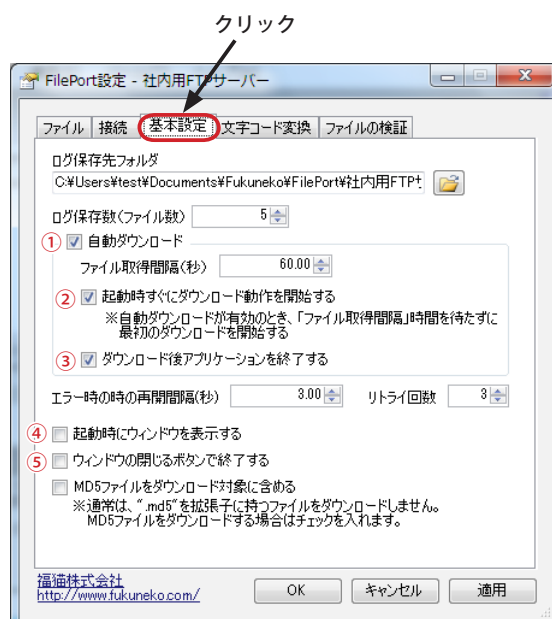 クリック
FilePort設定 - 社内用FTPサーバー
ファイル 接続 基本設定 文字コード変換 ファイルの検証
ログ保存先フォルダ
C:¥Users¥test¥Documents¥Fukuneko¥FilePort¥社内用FTPサ
ログ保存数(ファイル数) 5
① 自動ダウンロード
ファイル取得間隔(秒) 60.00
② 起動時すぐにダウンロード動作を開始する
※自動ダウンロードが有効のとき、「ファイル取得間隔」時間を待たずに
最初のダウンロードを開始する
③ ダウンロード後アプリケーションを終了する
エラー時の時の再開間隔(秒) 3.00 リトライ回数 3
④ 起動時にウィンドウを表示する
⑤ ウィンドウの閉じるボタンで終了する
MD5ファイルをダウンロード対象に含める
※通常は、".md5"を拡張子に持つファイルをダウンロードしません。
MD5ファイルをダウンロードする場合はチェックを入れます。
福猫株式会社
http://www.fukuneko.com/
OK キャンセル 適用